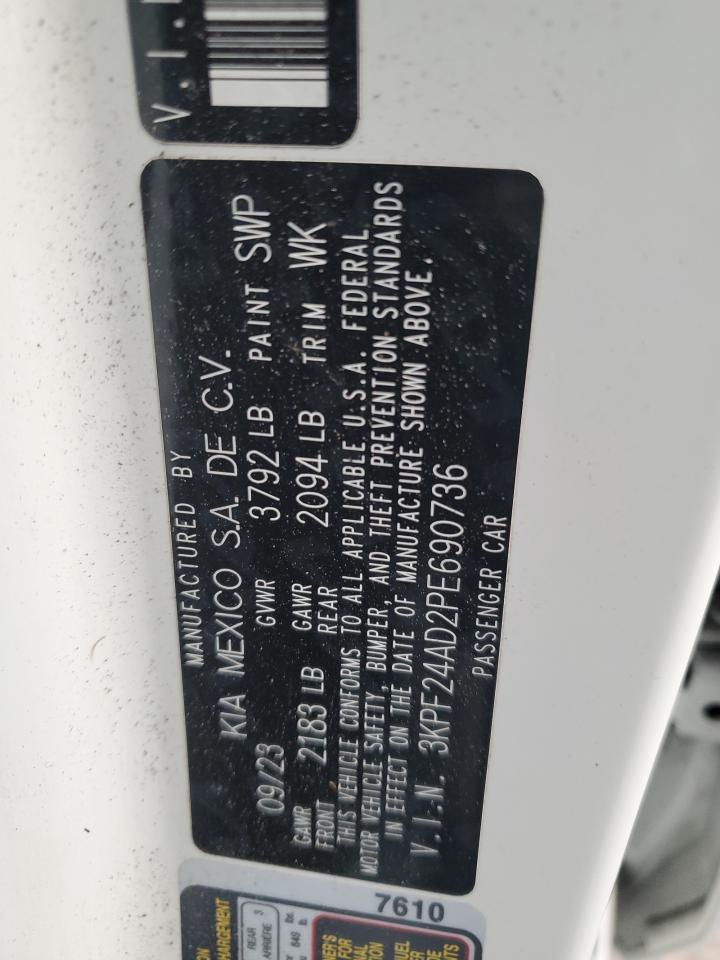 V.I.
MANUFACTURED BY
KIA MEXICO S.A. DE C.V.
09/23 GVWR 3792 LB PAINT SWP
GAWR FRONT 2183 LB GAWR REAR 2094 LB TRIM WK
THIS VEHICLE CONFORMS TO ALL APPLICABLE U.S.A. FEDERAL
MOTOR VEHICLE SAFETY, BUMPER, AND THEFT PREVENTION STANDARDS
IN EFFECT ON THE DATE OF MANUFACTURE SHOWN ABOVE.
V.I.N. 3KPF24AD2PE690736
PASSENGER CAR
7610
REAR 3